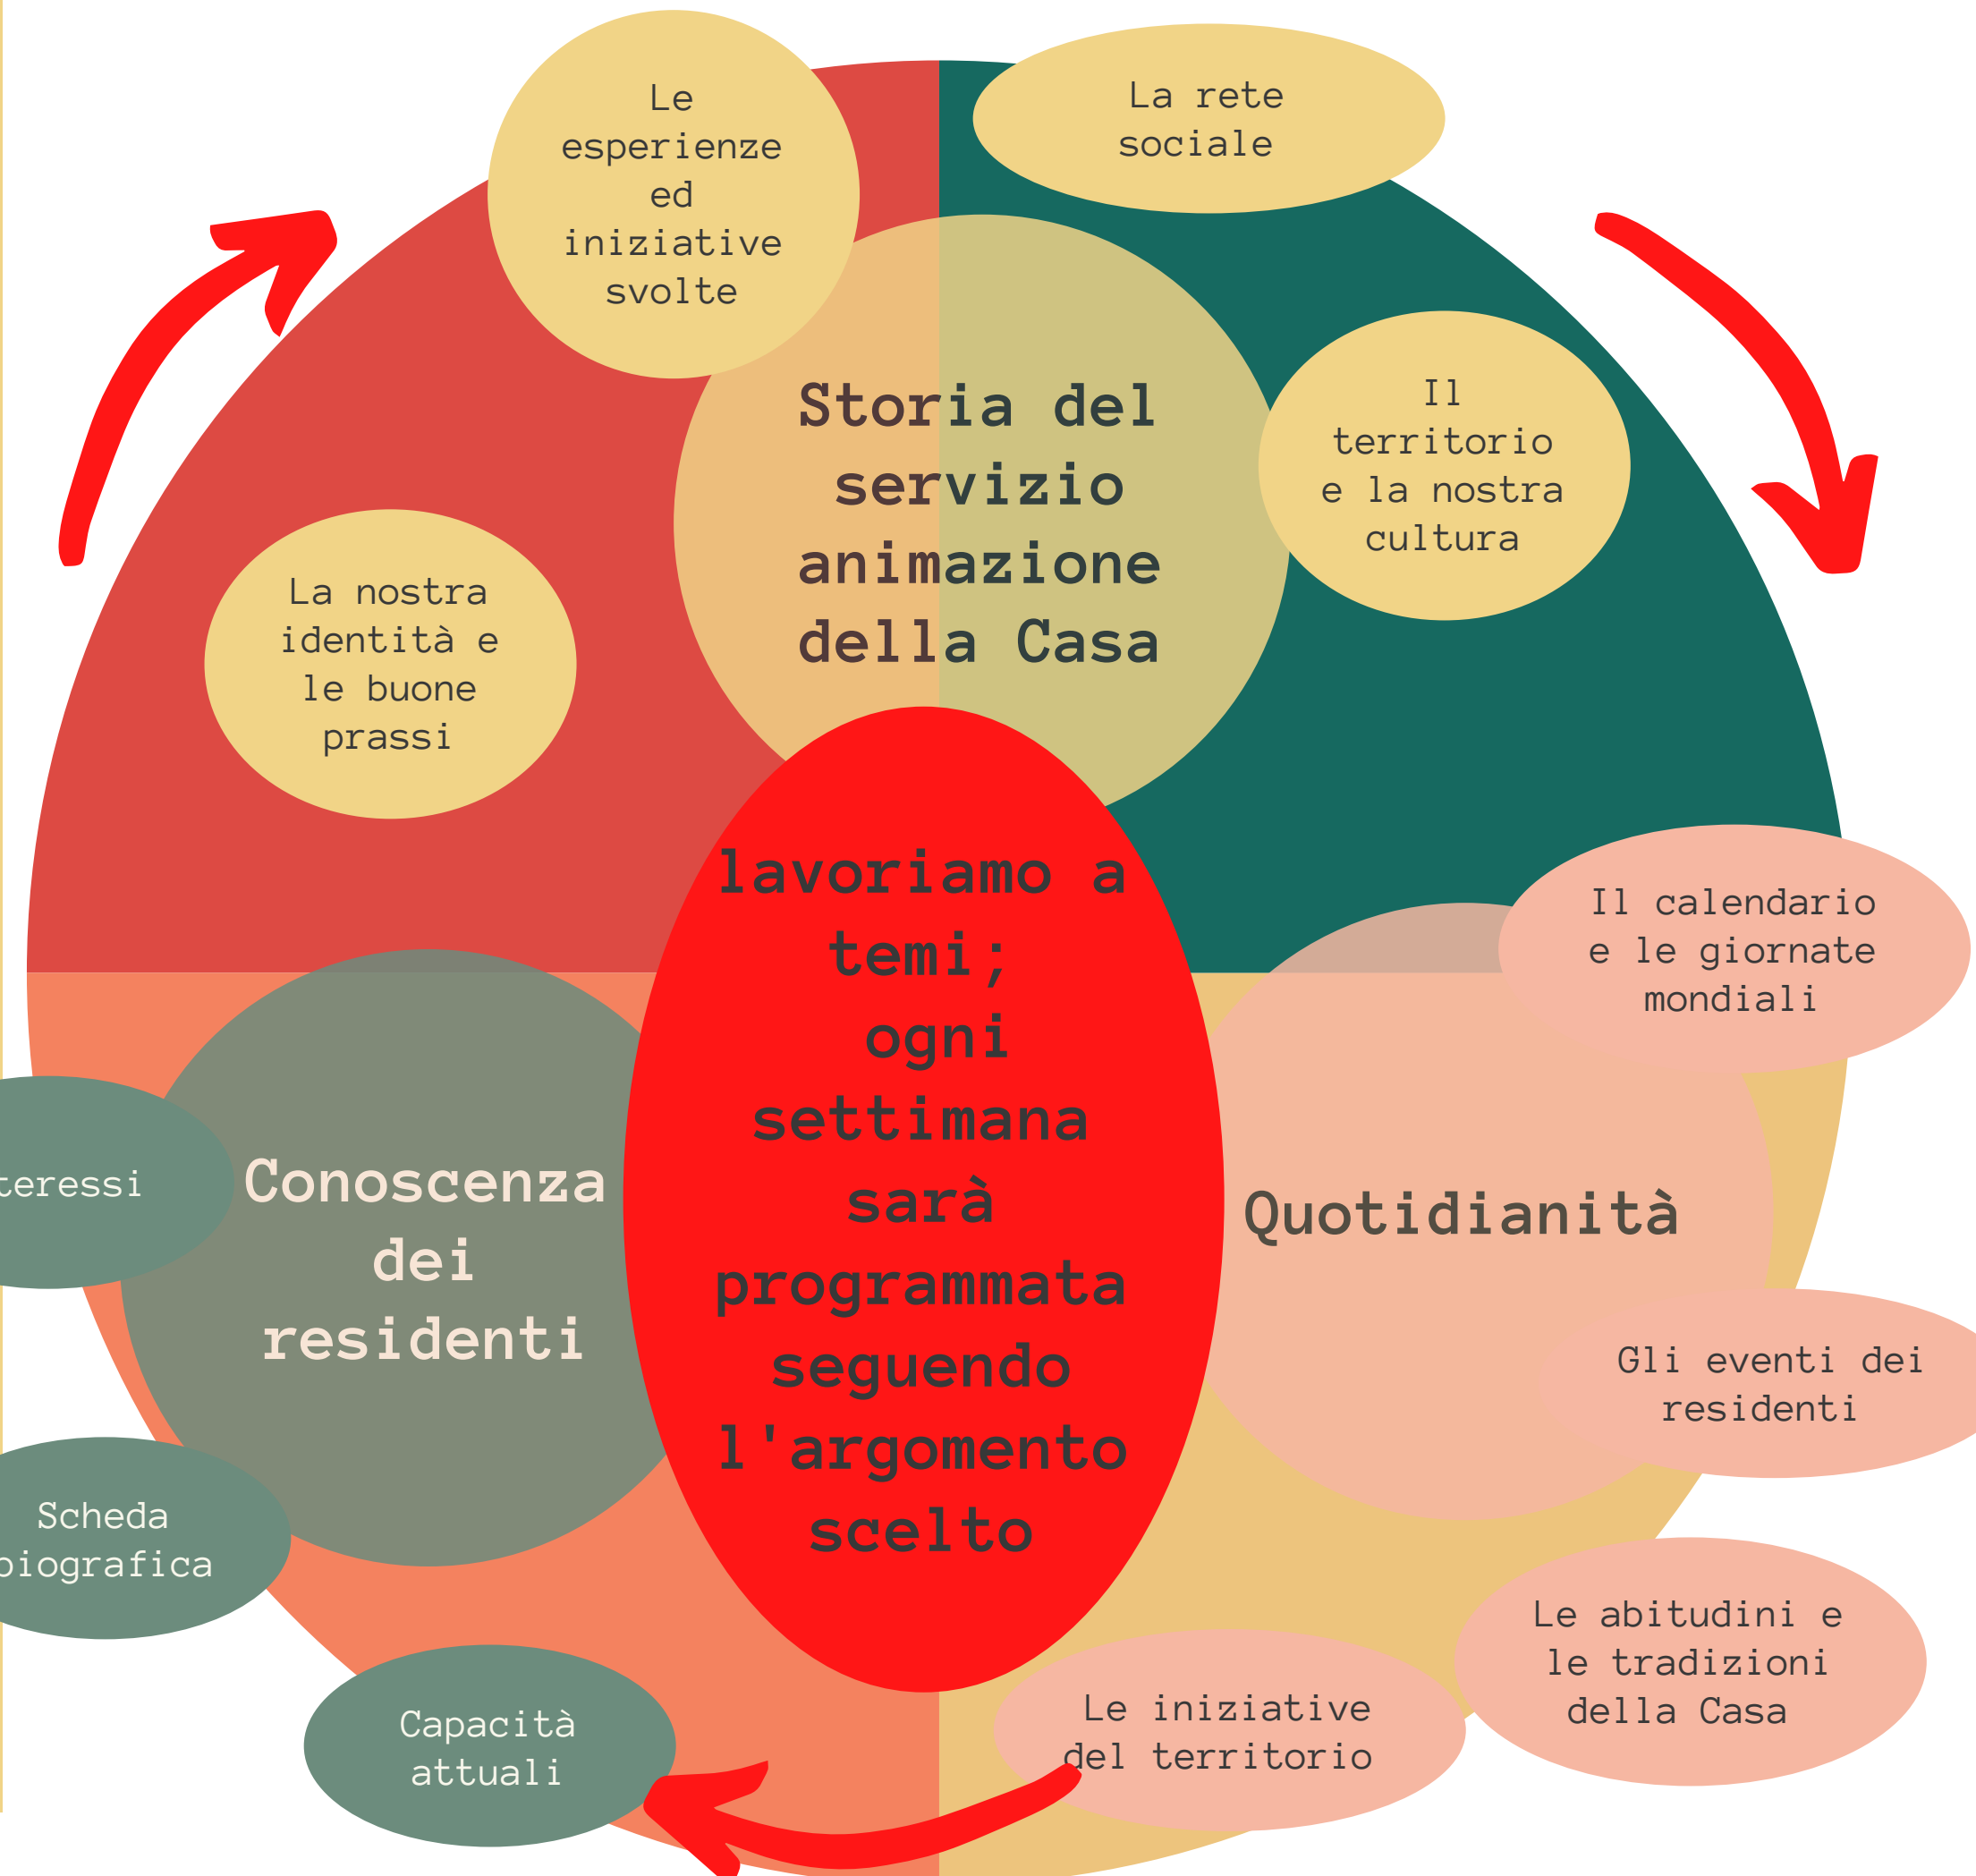 Le
esperienze
ed
iniziative
svolte
La rete
sociale
Storia del
servizio
animazione
della Casa
Il
territorio
e la nostra
cultura
La nostra
identità e
le buone
prassi
lavoriamo a
temi;
ogni
settimana
sarà
programmata
seguendo
l'argomento
scelto
Il calendario
e le giornate
mondiali
Conoscenza
dei
residenti
Quotidianità
Gli eventi dei
residenti
Scheda
biografica
Le abitudini e
le tradizioni
della Casa
Capacità
attuali
Le iniziative
del territorio